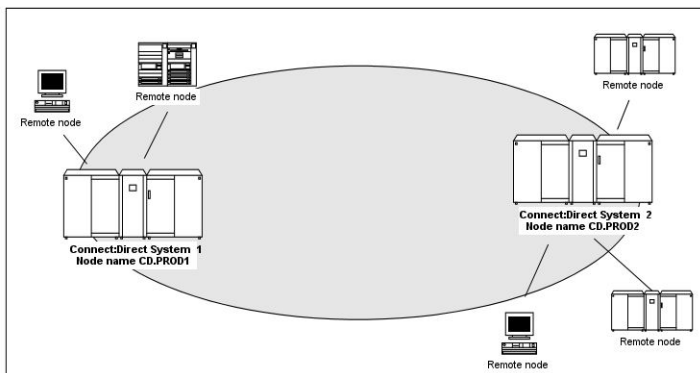 Remote node
Remote node
Remote node
Connect:Direct System 1
Node name CD.PROD1
Connect:Direct System 2
Node name CD.PROD2
Remote node
Remote node